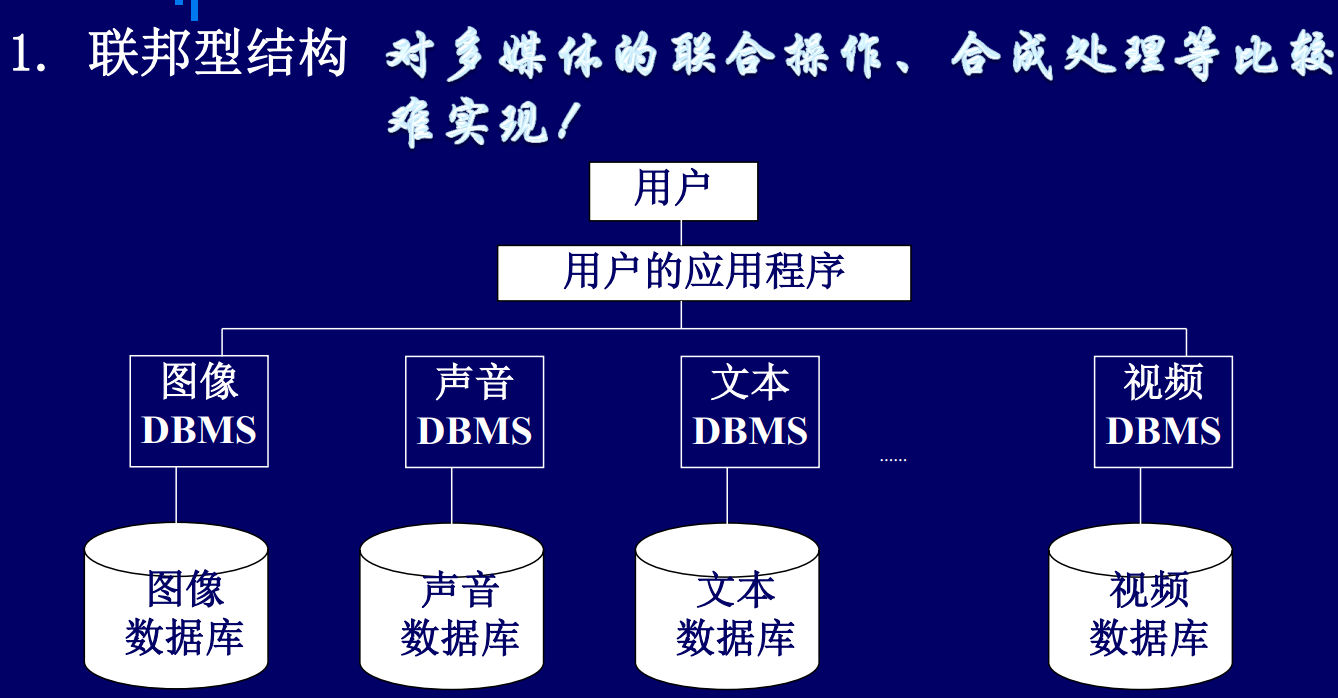 1. 联邦型结构 对多媒体的联合操作、合成处理等比较
难实现！
用户
用户的应用程序
图像
DBMS
声音
DBMS
文本
DBMS
......
视频
DBMS
图像
数据库
声音
数据库
文本
数据库
视频
数据库